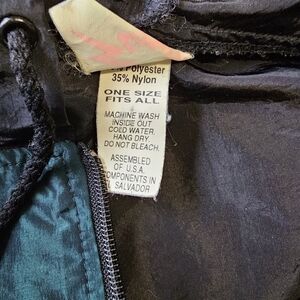 % Polyester
35% Nylon
ONE SIZE
FITS ALL
MACHINE WASH
INSIDE OUT
COLD WATER
HANG DRY
DO NOT BLEACH.
ASSEMBLED
OF U.S.A.
COMPONENTS IN
L SALVADOR